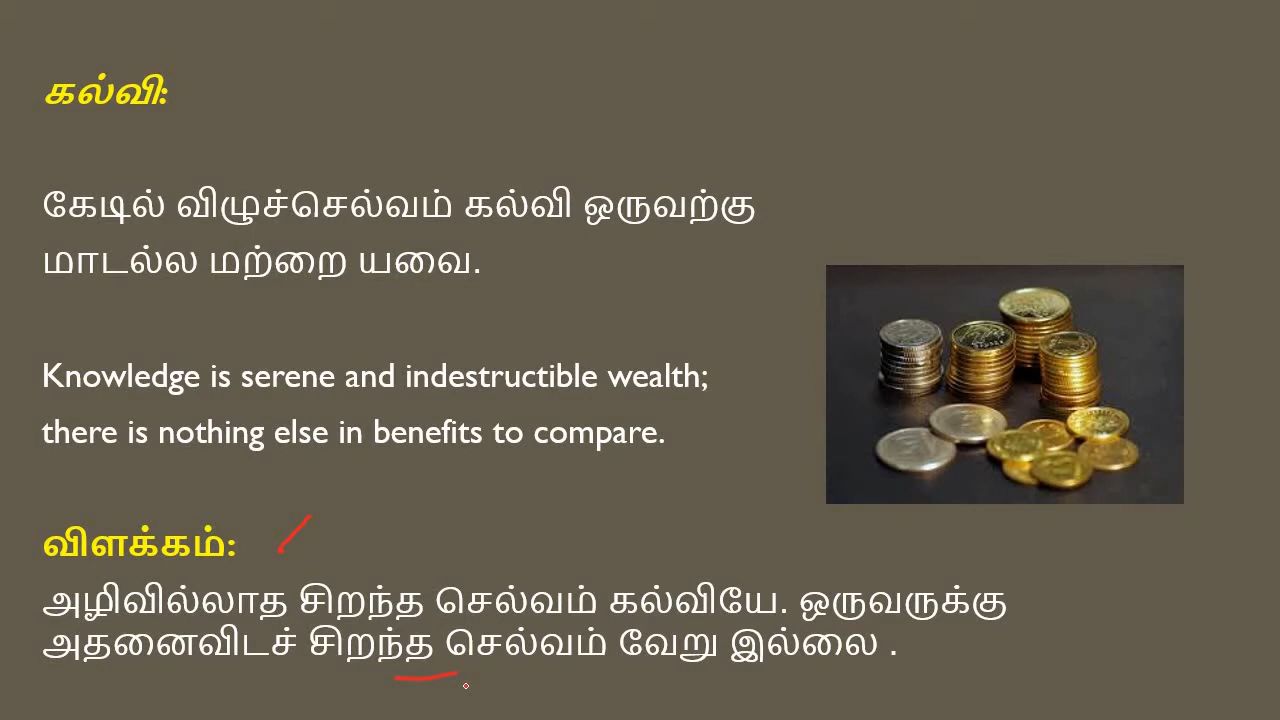 கல்வி:
கேடில் விழுச்செல்வம் கல்வி ஒருவற்கு
மாடல்ல மற்றை யவை.
Knowledge is serene and indestructible wealth;
there is nothing else in benefits to compare.
விளக்கம்:
அழிவில்லாத சிறந்த செல்வம் கல்வியே. ஒருவருக்கு
அதனைவிடச் சிறந்த செல்வம் வேறு இல்லை .